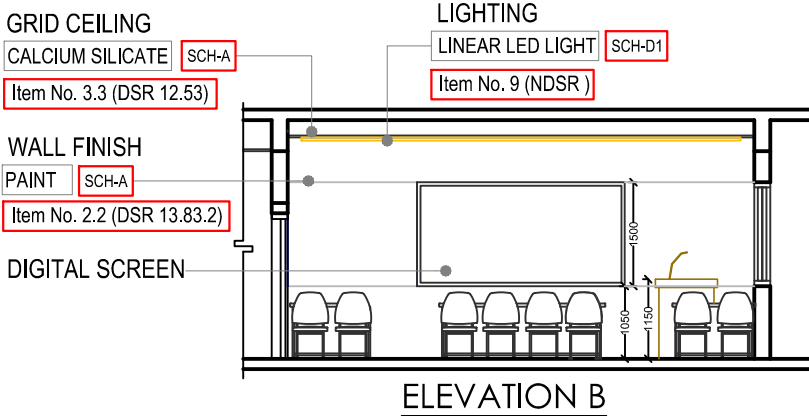 GRID CEILING
CALCIUM SILICATE SCH-A
Item No. 3.3 (DSR 12.53)
LIGHTING
LINEAR LED LIGHT SCH-D1
Item No. 9 (NDSR )
WALL FINISH
PAINT SCH-A
Item No. 2.2 (DSR 13.83.2)
DIGITAL SCREEN
1500
1050
1150
ELEVATION B